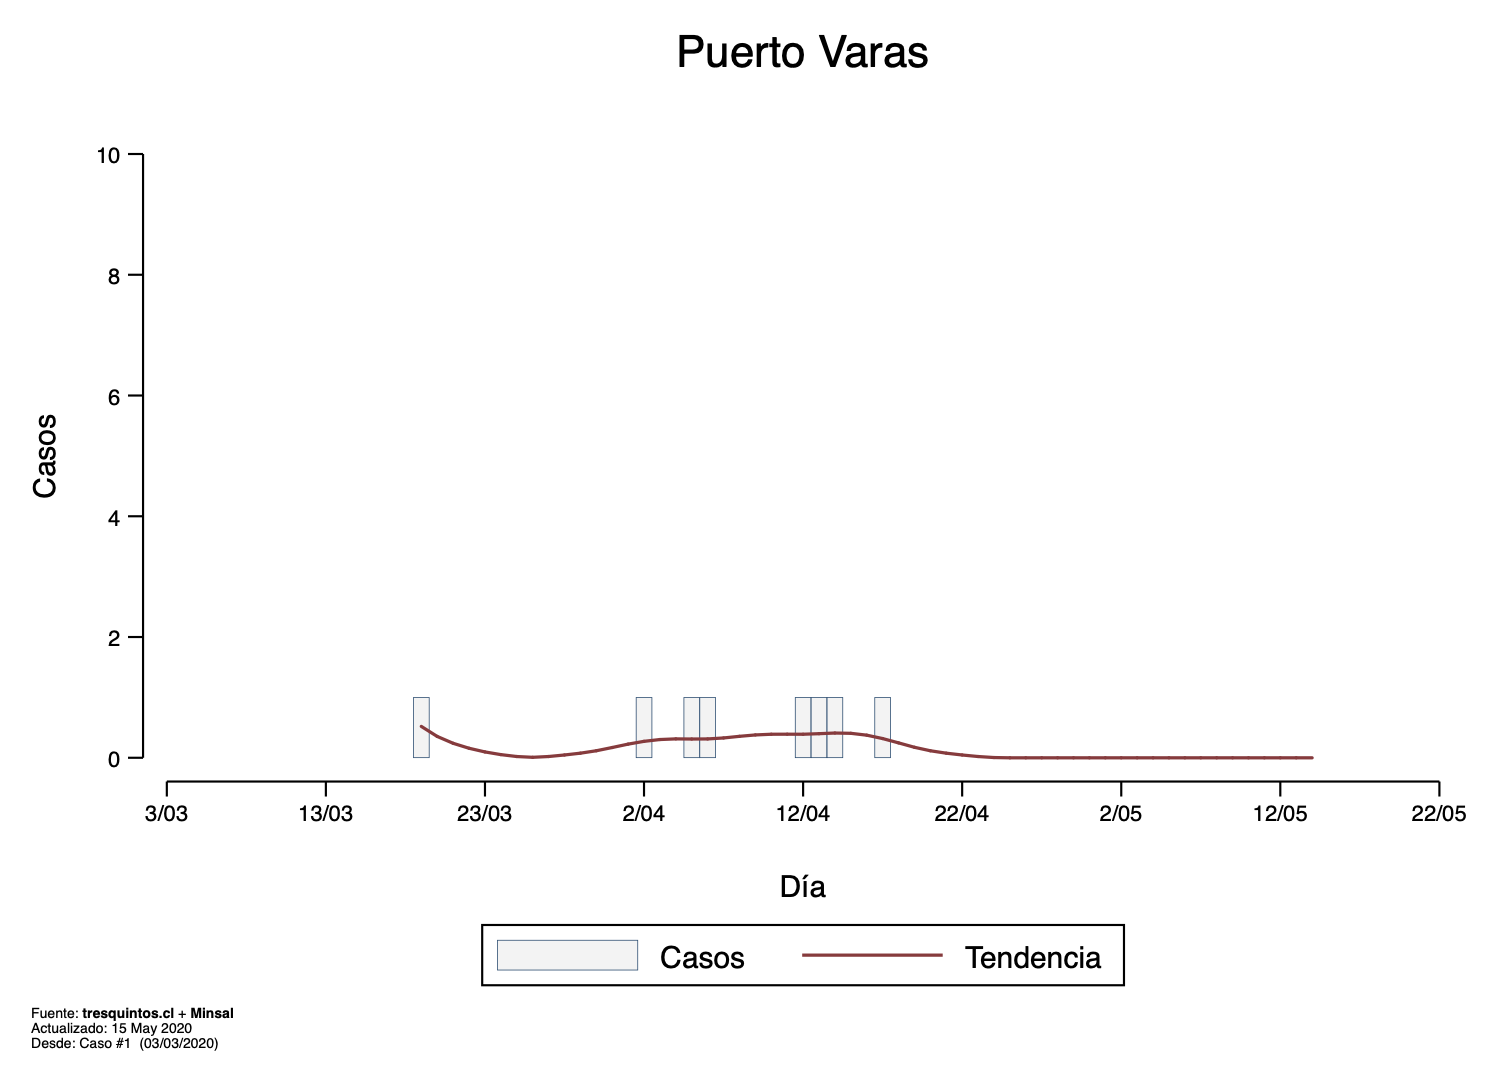 Puerto Varas
10
8
6
4
2
0
Casos
3/03 13/03 23/03 2/04 12/04 22/04 2/05 12/05 22/05
Día
Casos Tendencia
Fuente: tresquintos.cl + Minsal
Actualizado: 15 May 2020
Desde: Caso #1 (03/03/2020)